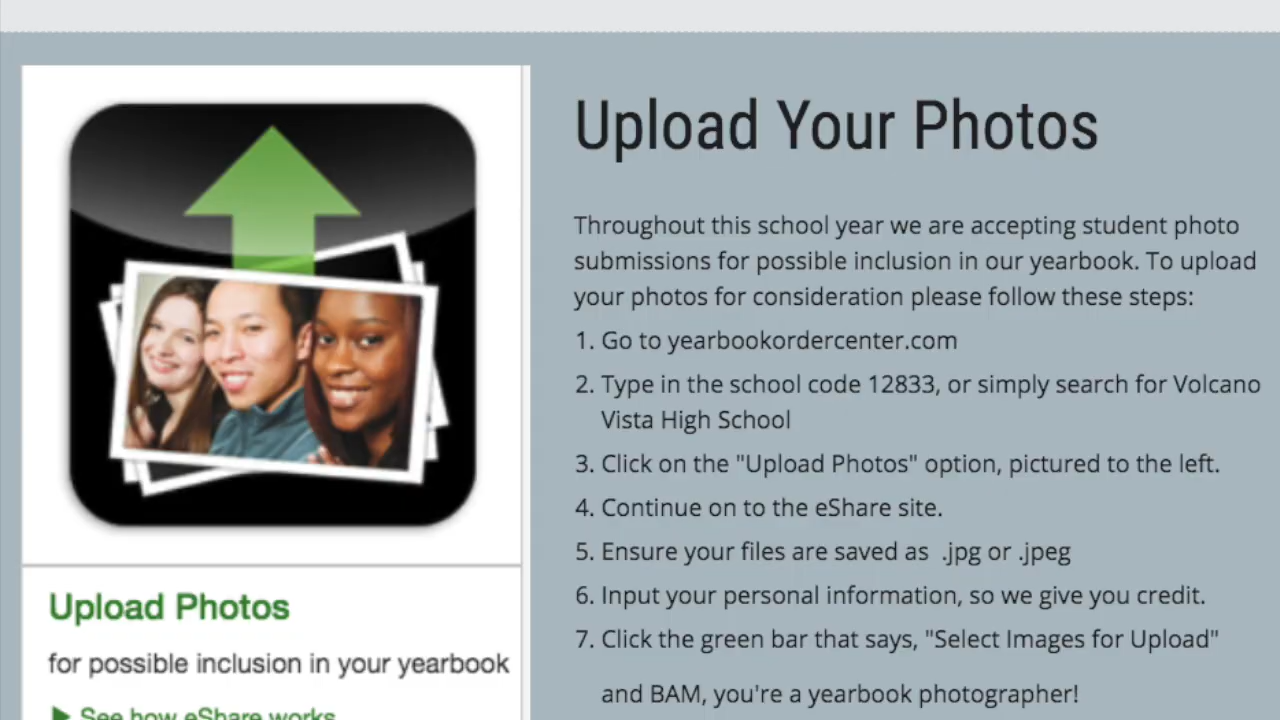 Upload Your Photos
Throughout this school year we are accepting student photo
submissions for possible inclusion in our yearbook. To upload
your photos for consideration please follow these steps:
1. Go to yearbookordercenter.com
2. Type in the school code 12833, or simply search for Volcano
Vista High School
3. Click on the "Upload Photos" option, pictured to the left.
4. Continue on to the eShare site.
5. Ensure your files are saved as  .jpg or .jpeg
6. Input your personal information, so we give you credit.
7. Click the green bar that says, "Select Images for Upload"
and BAM, you're a yearbook photographer!
Upload Photos
for possible inclusion in your yearbook
► See how eShare works